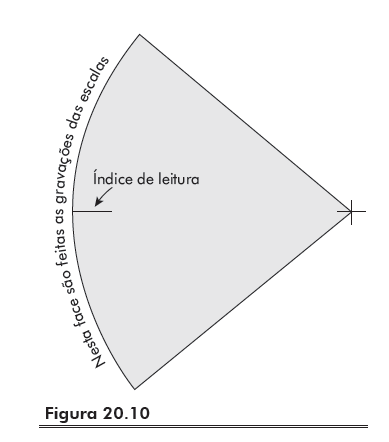 Nesta face são feitas as gravações das escalas
Índice de leitura
Figura 20.10